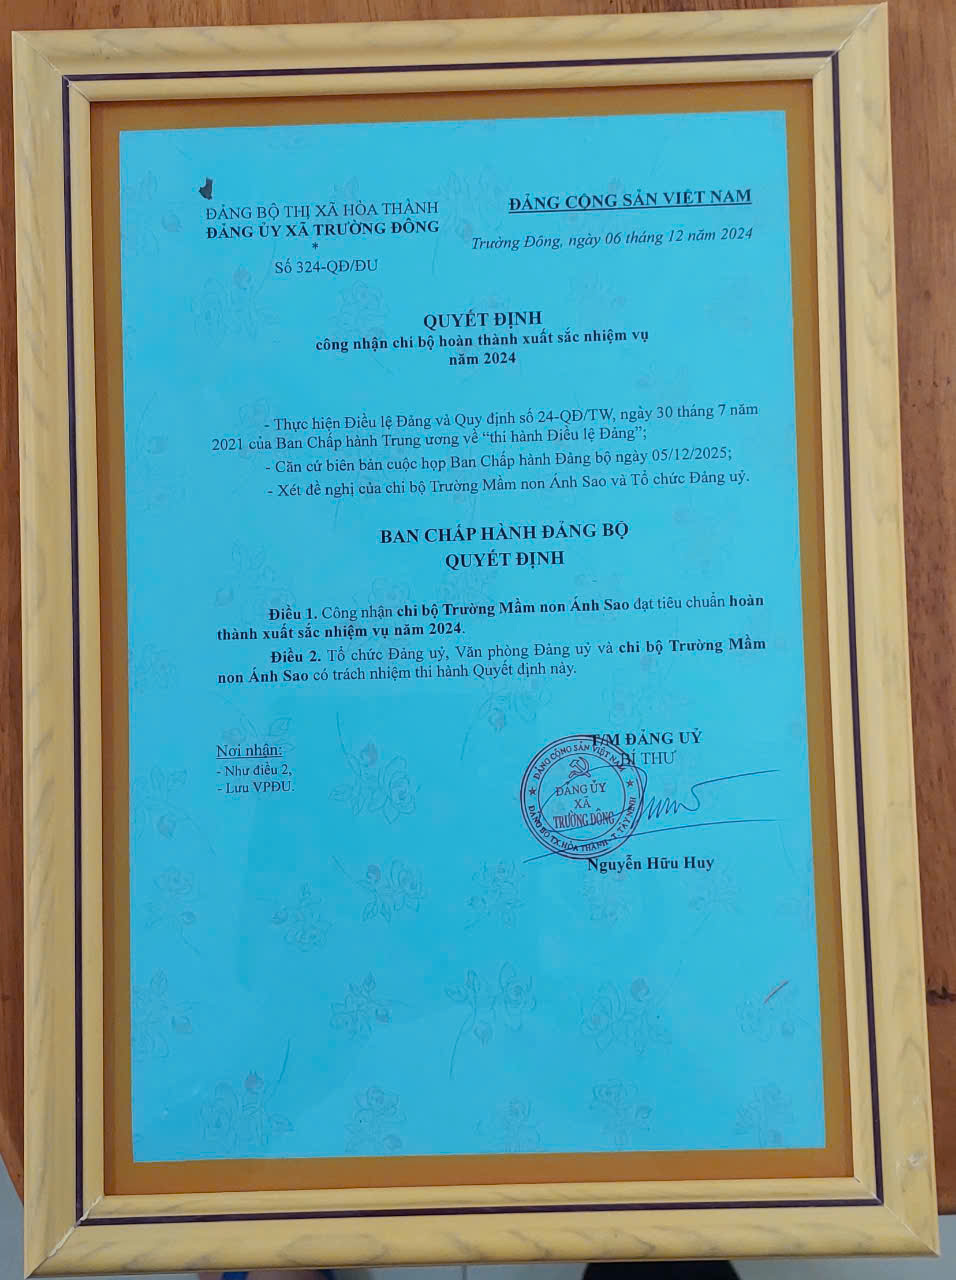 ĐẢNG BỘ THỊ XÃ HÒA THÀNH
ĐẢNG ỦY XÃ TRƯỜNG ĐÔNG
*
Số 324-QĐ/ĐU
ĐẢNG CỘNG SẢN VIỆT NAM
Trường Đông, ngày 06 tháng 12 năm 2024
QUYẾT ĐỊNH
công nhận chi bộ hoàn thành xuất sắc nhiệm vụ
năm 2024
- Thực hiện Điều lệ Đảng và Quy định số 24-QĐ/TW, ngày 30 tháng 7 năm
2021 của Ban Chấp hành Trung ương về “thi hành Điều lệ Đảng”;
- Căn cứ biên bản cuộc họp Ban Chấp hành Đảng bộ ngày 05/12/2025;
- Xét đề nghị của chi bộ Trường Mầm non Ánh Sao và Tổ chức Đảng uỷ.
BAN CHẤP HÀNH ĐẢNG BỘ
QUYẾT ĐỊNH
Điều 1. Công nhận chi bộ Trường Mầm non Ánh Sao đạt tiêu chuẩn hoàn
thành xuất sắc nhiệm vụ năm 2024.
Điều 2. Tổ chức Đảng uỷ, Văn phòng Đảng uỷ và chi bộ Trường Mầm
non Ánh Sao có trách nhiệm thi hành Quyết định này.
Nơi nhận:
- Như điều 2,
- Lưu VPĐU.
T/M ĐẢNG UỶ
BÍ THƯ
ĐẢNG CỘNG SẢN VIỆT NAM
ĐẢNG ỦY
XÃ
TRƯỜNG ĐÔNG
ĐẢNG BỘ TX.HÒA THÀNH - T. TÂY NINH
Nguyễn Hữu Huy